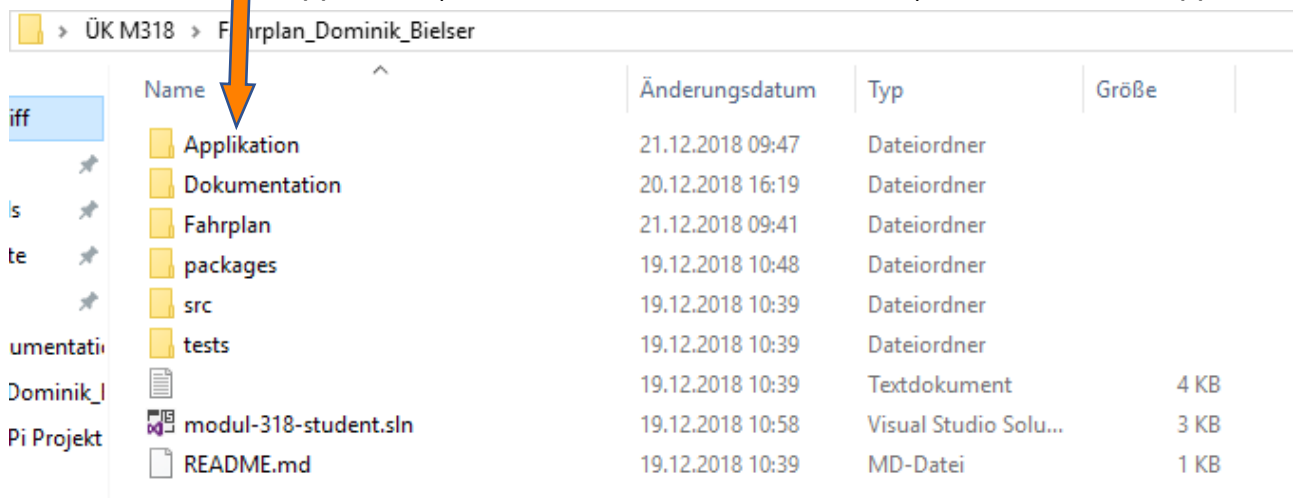 ÜK M318 > Fahrplan_Dominik_Bielser
Name Änderungsdatum Typ Größe
iff
Applikation 21.12.2018 09:47 Dateiordner
Dokumentation 20.12.2018 16:19 Dateiordner
ls
Fahrplan 21.12.2018 09:41 Dateiordner
te
packages 19.12.2018 10:48 Dateiordner
src 19.12.2018 10:39 Dateiordner
umentati
tests 19.12.2018 10:39 Dateiordner
Dominik_
19.12.2018 10:39 Textdokument 4 KB
Pi Projekt
modul-318-student.sln 19.12.2018 10:58 Visual Studio Solu... 3 KB
README.md 19.12.2018 10:39 MD-Datei 1 KB